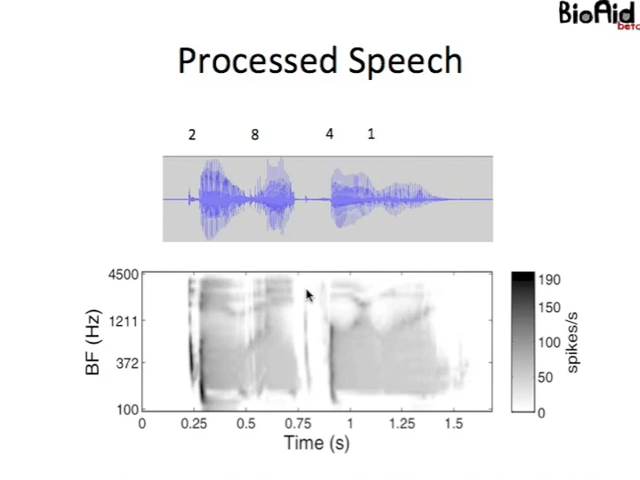 BioAid
beta
Processed Speech
2 8 4 1
4500
1211
372
100
BF (Hz)
0 0.25 0.5 0.75 1 1.25 1.5
Time (s)
190
150
100
50
0
spikes/s